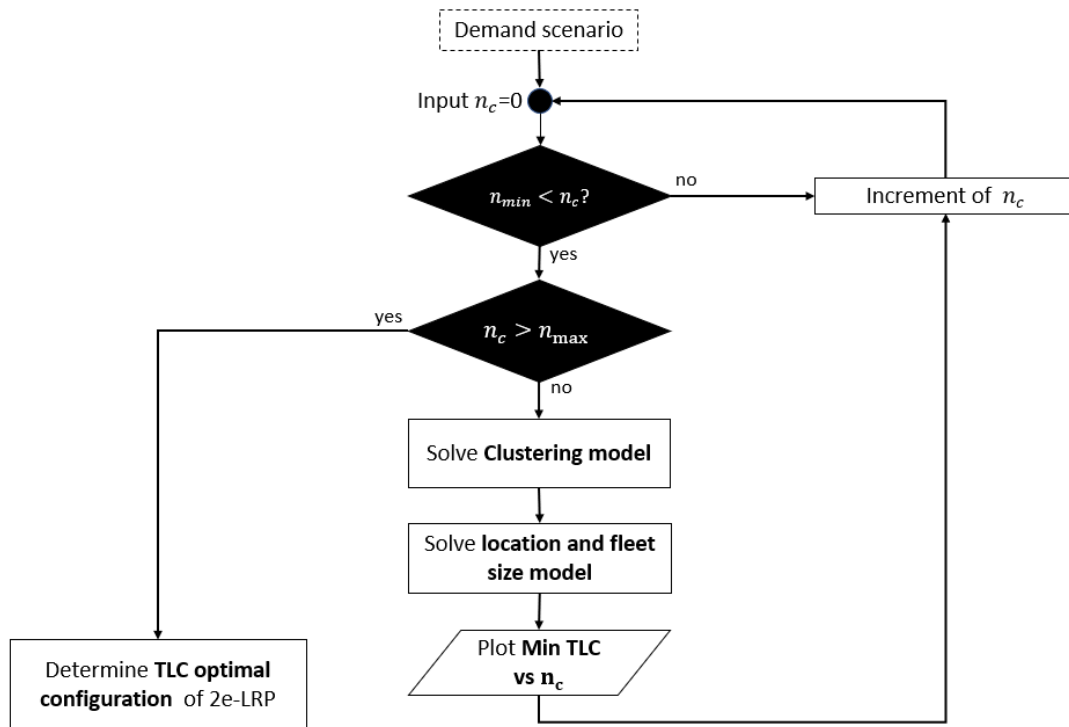 Demand scenario
Input n_c=0
n_min < n_c?
no
Increment of n_c
yes
yes
n_c > n_max
no
Solve Clustering model
Solve location and fleet
size model
Plot Min TLC
vs n_c
Determine TLC optimal
configuration of 2e-LRP